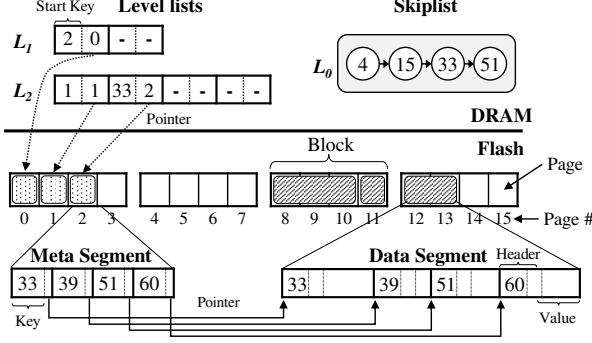 Level lists
Skiplist
Start Key
L1 2 0 - -
L0 4 15 33 51
L2 1 1 33 2 - - - -
Pointer
DRAM
Flash
Block
Page
0 1 2 3 4 5 6 7 8 9 10 11 12 13 14 15 Page #
Meta Segment
Data Segment
Header
33 39 51 60
33 39 51 60
Key
Pointer
Value